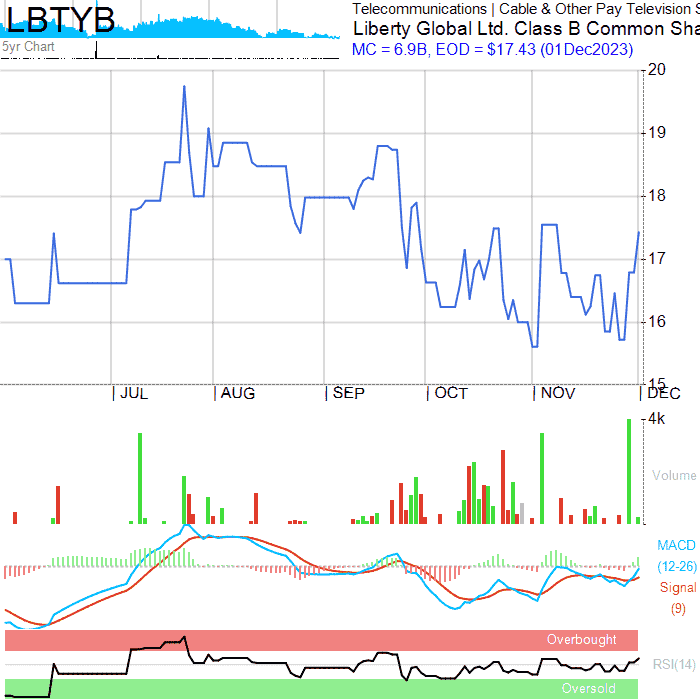 LBTYB
5yr Chart
Telecommunications | Cable & Other Pay Television S
Liberty Global Ltd. Class B Common Sha
MC = 6.9B, EOD = $17.43 (01Dec2023)
20
19
18
17
16
15
| JUL | AUG | SEP | OCT | NOV | DEC
4k
Volume
MACD
(12-26)
Signal
(9)
Overbought
RSI(14)
Oversold